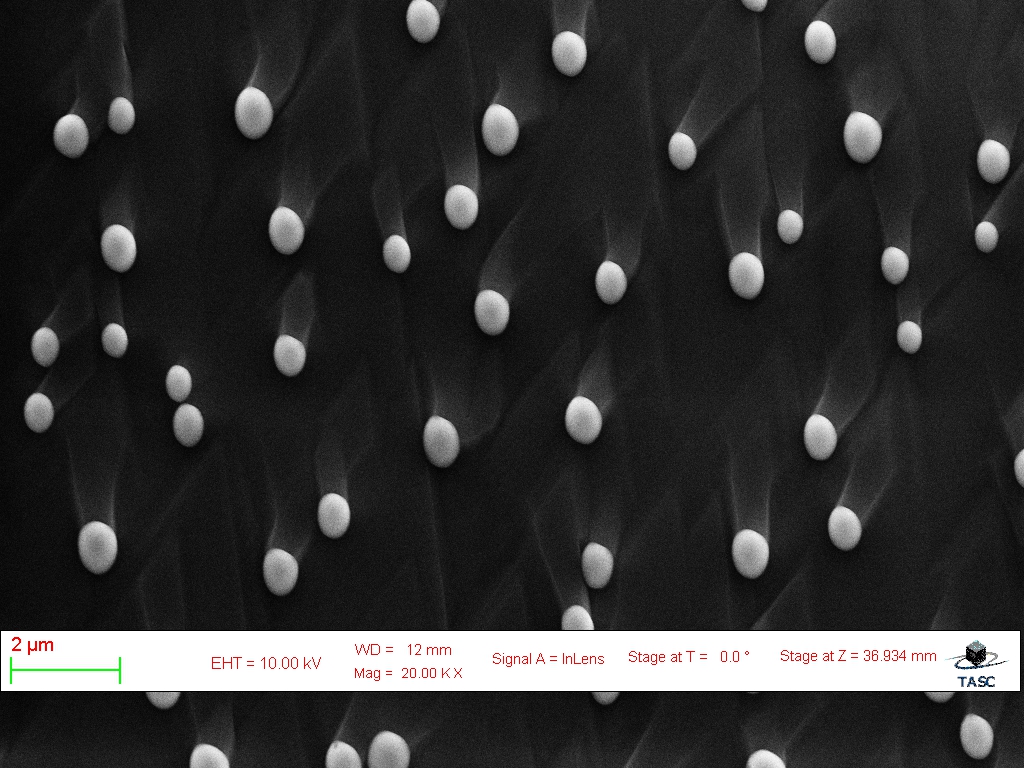 2 µm
EHT = 10.00 kV
WD = 12 mm
Mag = 20.00 K X
Signal A = InLens
Stage at T = 0.0 °
Stage at Z = 36.934 mm
TASC